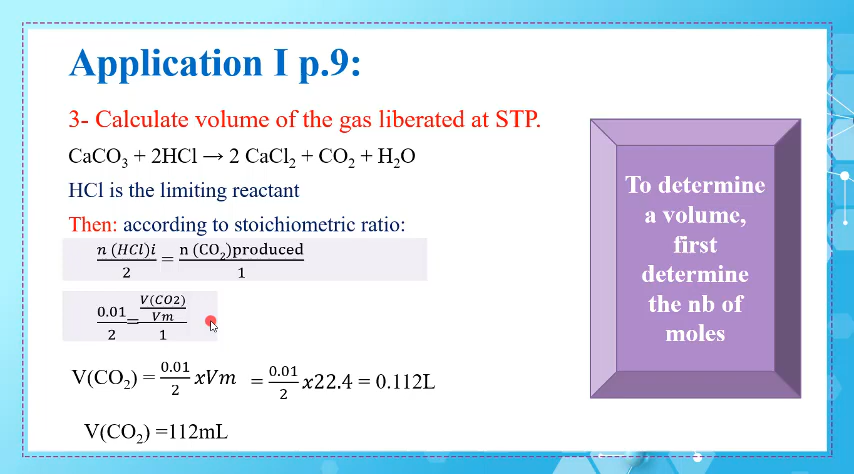 Application I p.9:
3- Calculate volume of the gas liberated at STP.
CaCO₃ + 2HCl → 2 CaCl₂ + CO₂ + H₂O
HCl is the limiting reactant
Then: according to stoichiometric ratio:
n (HCl)i / 2 = n (CO₂)produced / 1
0.01 / 2 = (V(CO2) / Vm) / 1
V(CO₂) = 0.01 / 2 xVm = 0.01 / 2 x22.4 = 0.112L
V(CO₂) =112mL
To determine
a volume,
first
determine
the nb of
moles